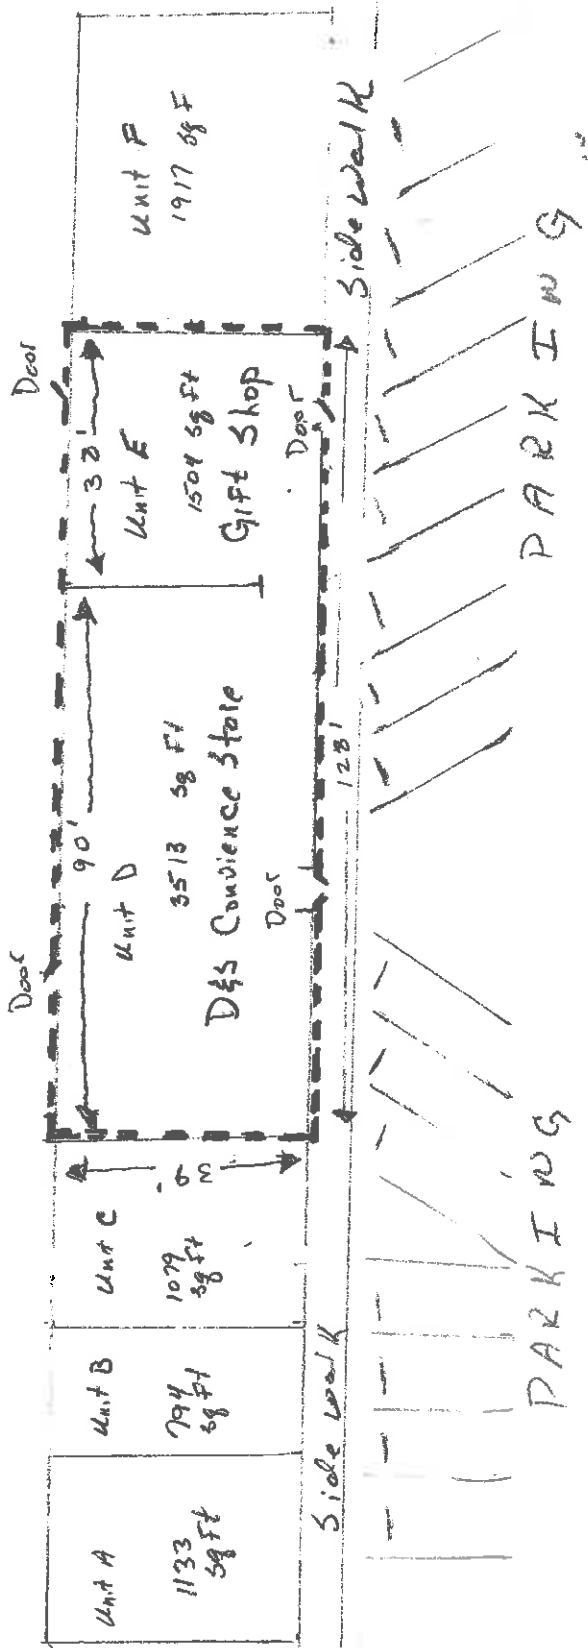 Unit A
1133
Sq Ft
Unit B
794
Sq Ft
Unit C
1079
Sq Ft
39'
Door
90'
Unit D
3513 Sq Ft
D&S Convience Store
Door
128'
Door
38'
Unit E
1504 Sq Ft
Gift Shop
Door
Unit F
1917 Sq F
Side Walk
Side Walk
PARKING
PARKING